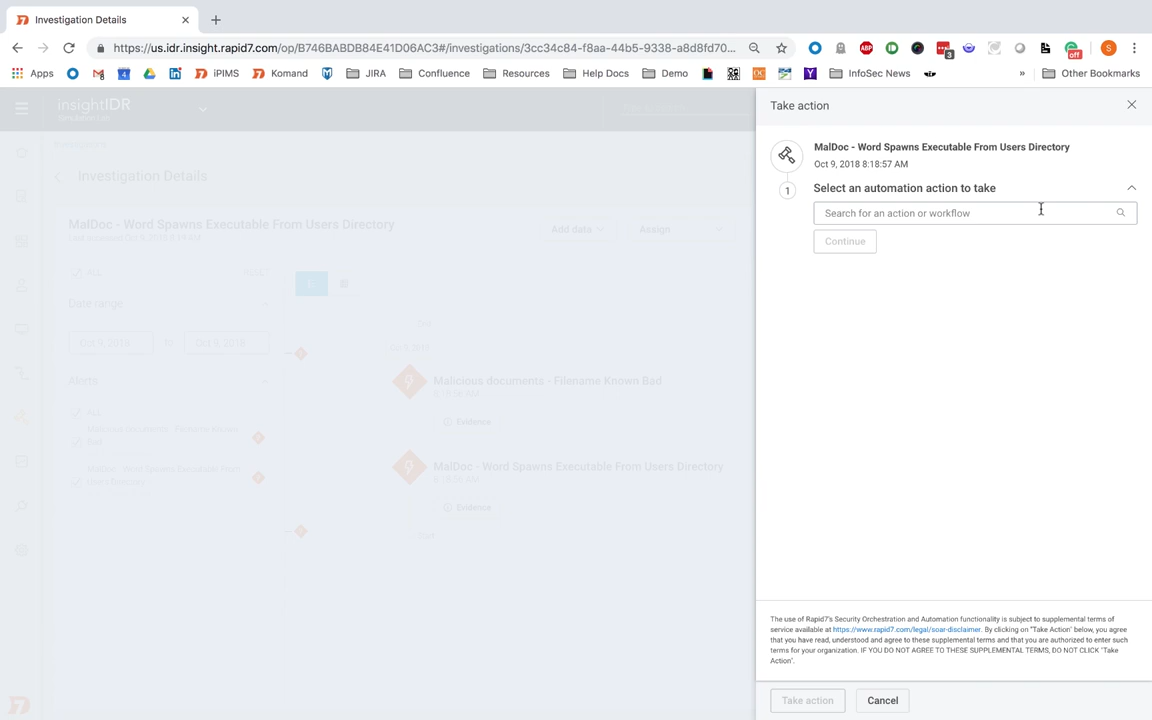 Investigation Details
https://us.idr.insight.rapid7.com/op/B746BABDB84E41D06AC3#/investigations/3cc34c84-f8aa-44b5-9338-a8d8fd70...
ABP
3
off
S
Apps
iPIMS
Komand
JIRA
Confluence
Resources
Help Docs
Demo
InfoSec News
»
Other Bookmarks
insightIDR
Take action
MalDoc - Word Spawns Executable From Users Directory
Oct 9, 2018 8:18:57 AM
1
Select an automation action to take
Search for an action or workflow
Continue
Investigations
Investigation Details
MalDoc - Word Spawns Executable From Users Directory
Add data
Assign
ALL
Date range
Oct 9, 2018 To Oct 9, 2018
Alerts
ALL
Malicious documents - Filename Known
Bad
MalDoc - Word Spawns Executable From
Users Directory
Malicious documents - Filename Known Bad
Evidence
MalDoc - Word Spawns Executable From Users Directory
Evidence
The use of Rapid7's Security Orchestration and Automation functionality is subject to supplemental terms of
service available at https://www.rapid7.com/legal/soar-disclaimer. By clicking on "Take Action" below, you agree
that you have read, understood and agree to these supplemental terms and that you are authorized to enter such
terms for your organization. IF YOU DO NOT AGREE TO THESE SUPPLEMENTAL TERMS, DO NOT CLICK "Take
Action".
Take action
Cancel